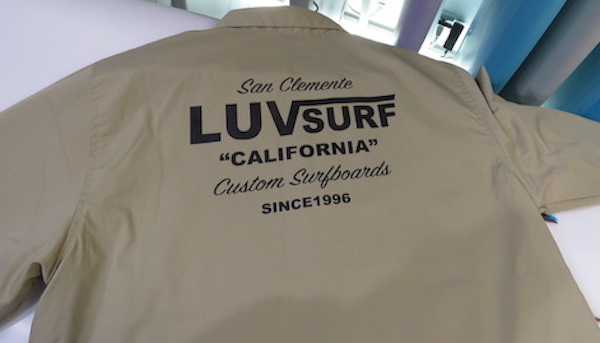 San Clemente
LUVSURF
“CALIFORNIA”
Custom Surfboards
SINCE1996